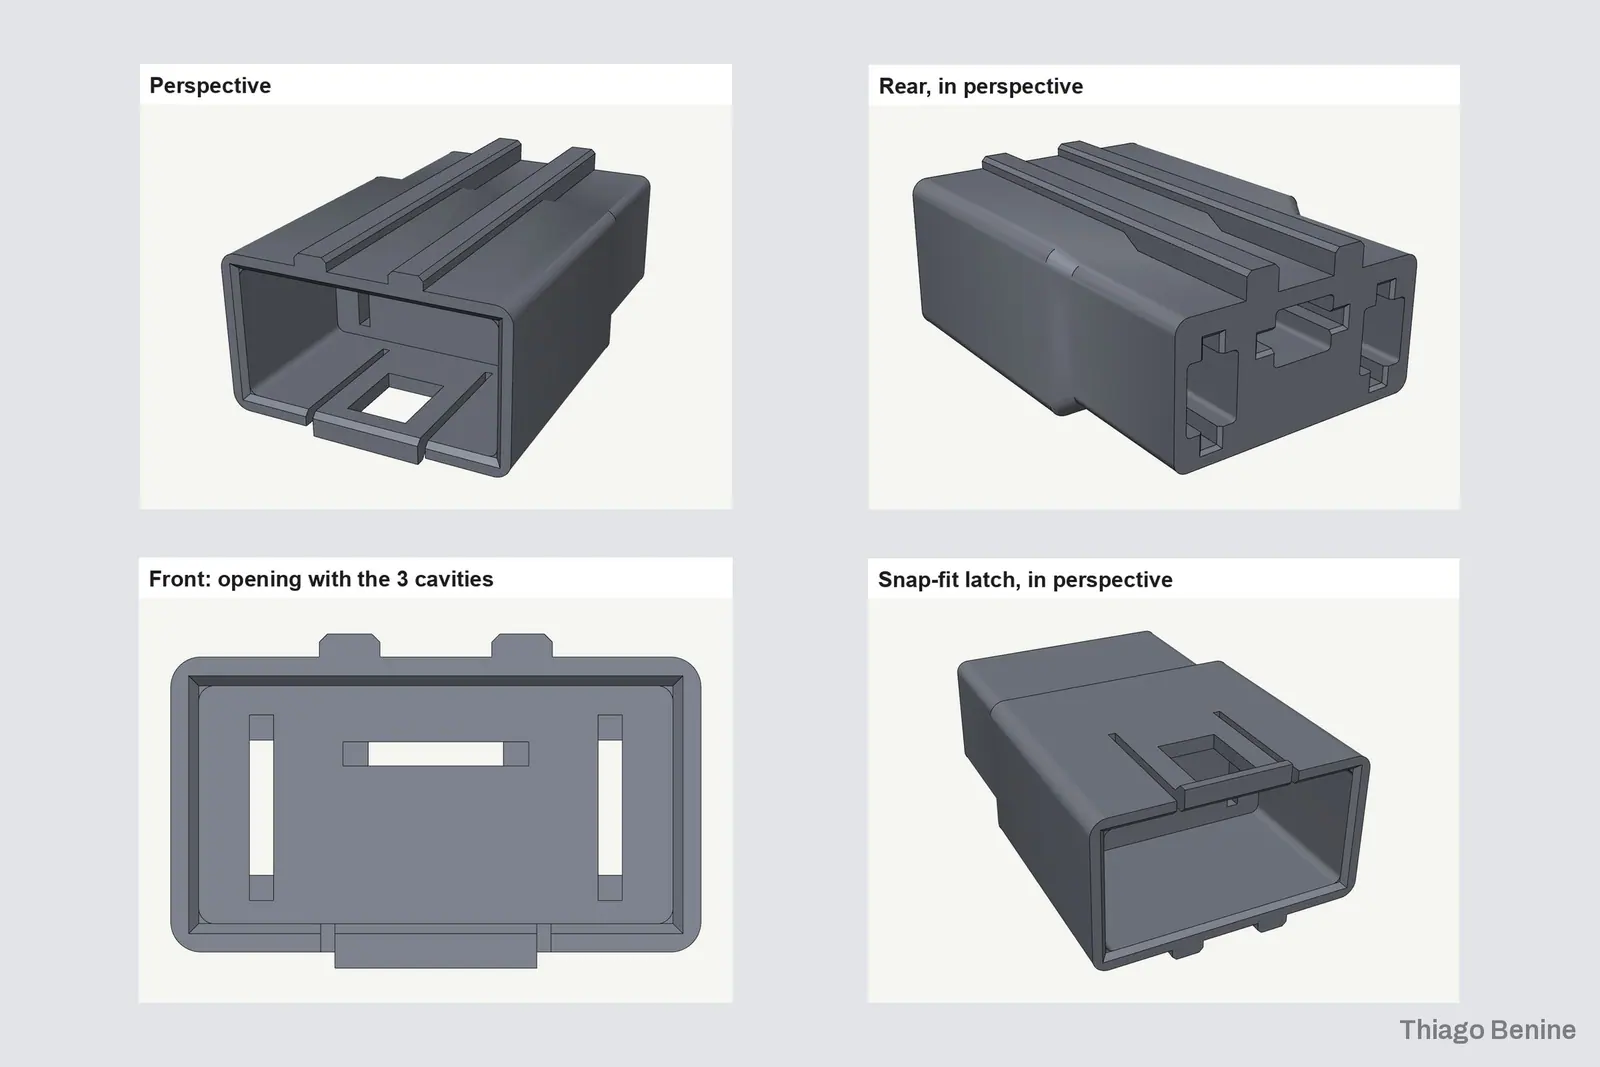 Perspective
Rear, in perspective
Front: opening with the 3 cavities
Snap-fit latch, in perspective
Thiago Benine